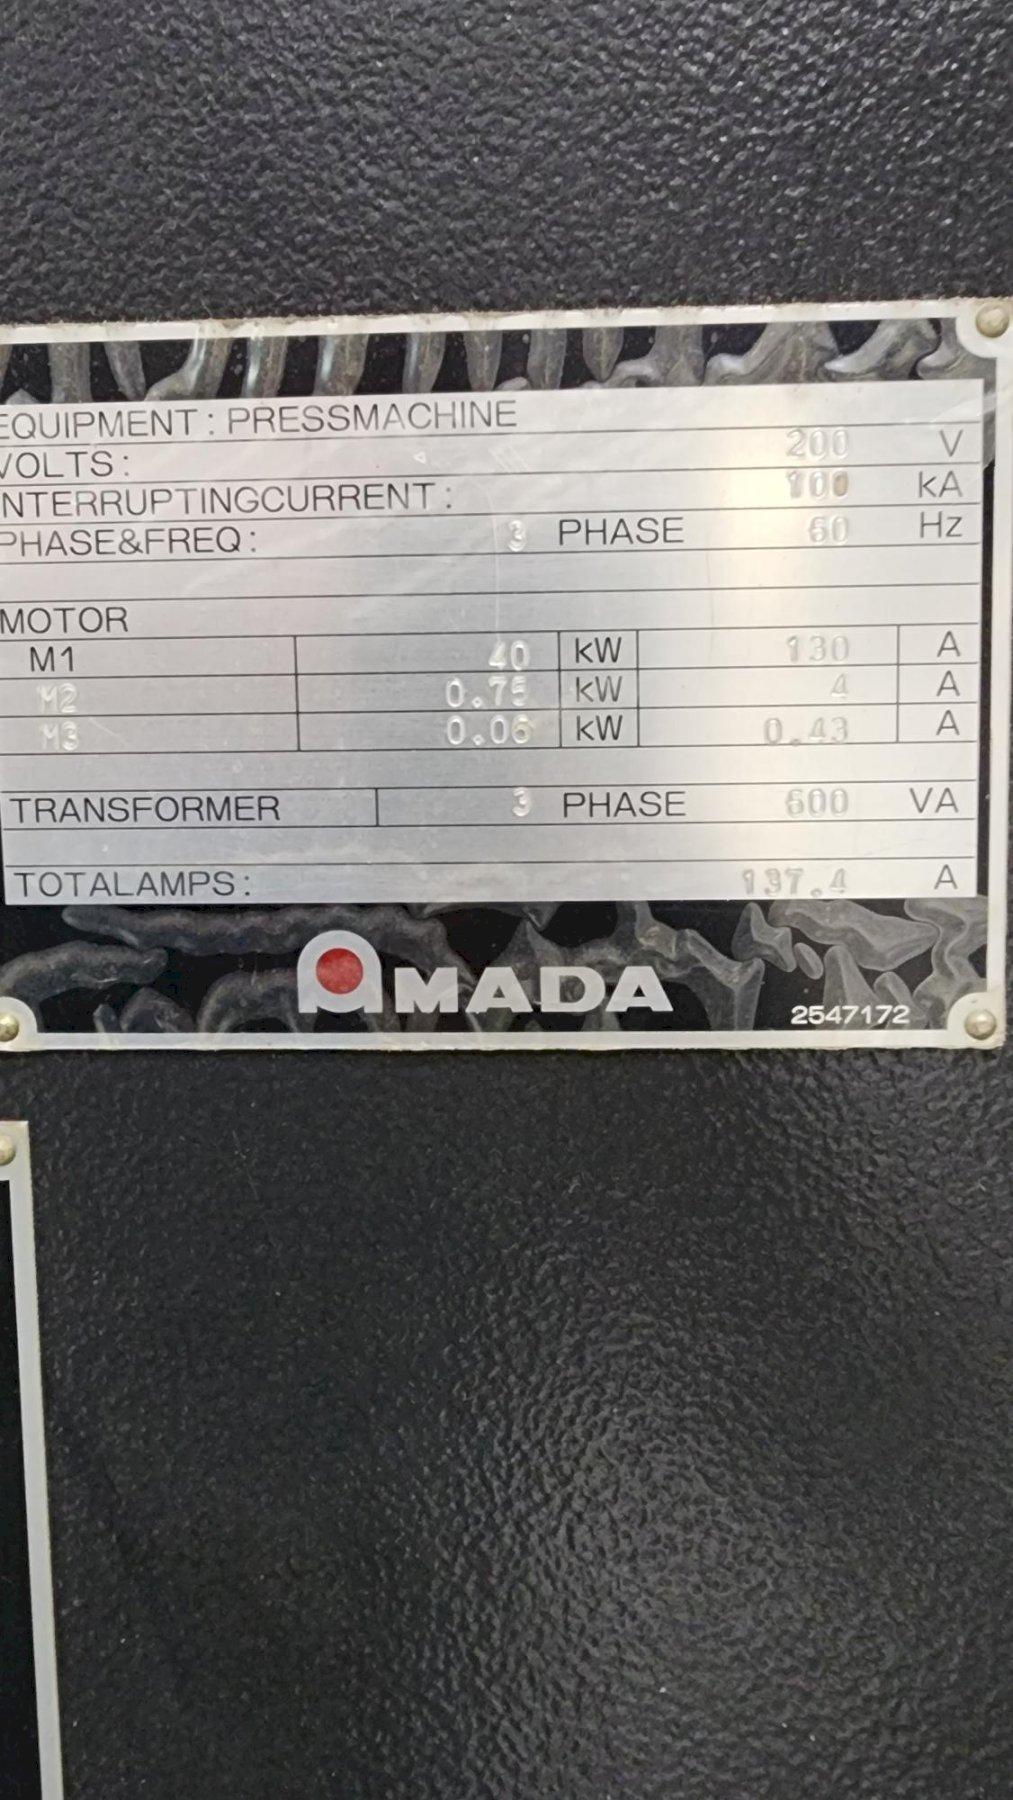 EQUIPMENT: PRESSMACHINE
VOLTS: 200 V
INTERRUPTINGCURRENT: 100 kA
PHASE&FREQ: 3 PHASE 60 Hz
MOTOR
M1 40 kW 130 A
M2 0.75 kW 4 A
M3 0.06 kW 0.43 A
TRANSFORMER 3 PHASE 600 VA
TOTALAMPS: 137.4 A
AMADA
2547172